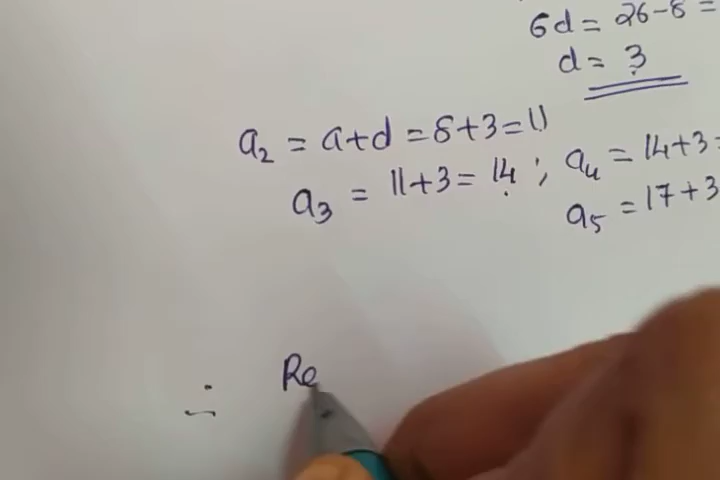 6d = 26-8 =
d = 3
a2 = a+d = 8+3 = 11
a3 = 11+3 = 14 ; a4 = 14+3 =
a5 = 17+3
∴ Re